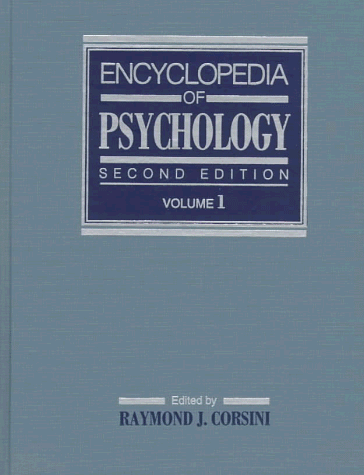 ENCYCLOPEDIA
OF
PSYCHOLOGY
SECOND EDITION
VOLUME 1
Edited by
RAYMOND J. CORSINI